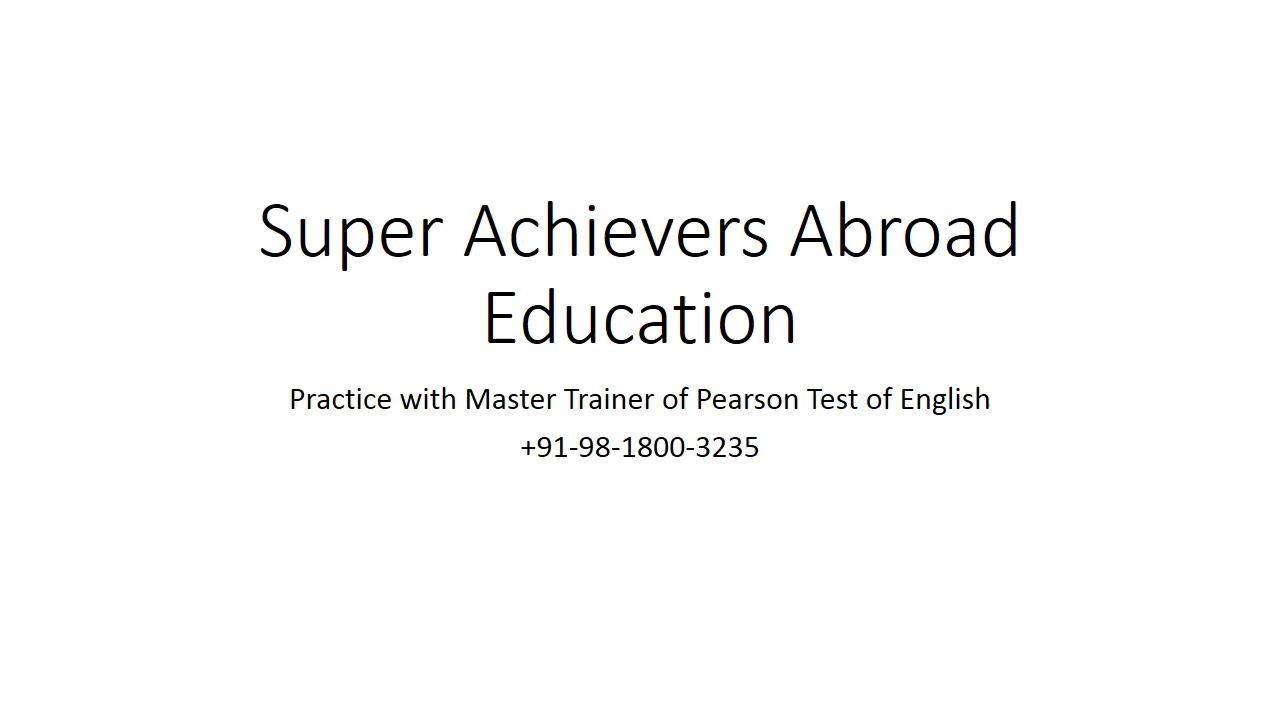 Super Achievers Abroad
Education
Practice with Master Trainer of Pearson Test of English
+91-98-1800-3235